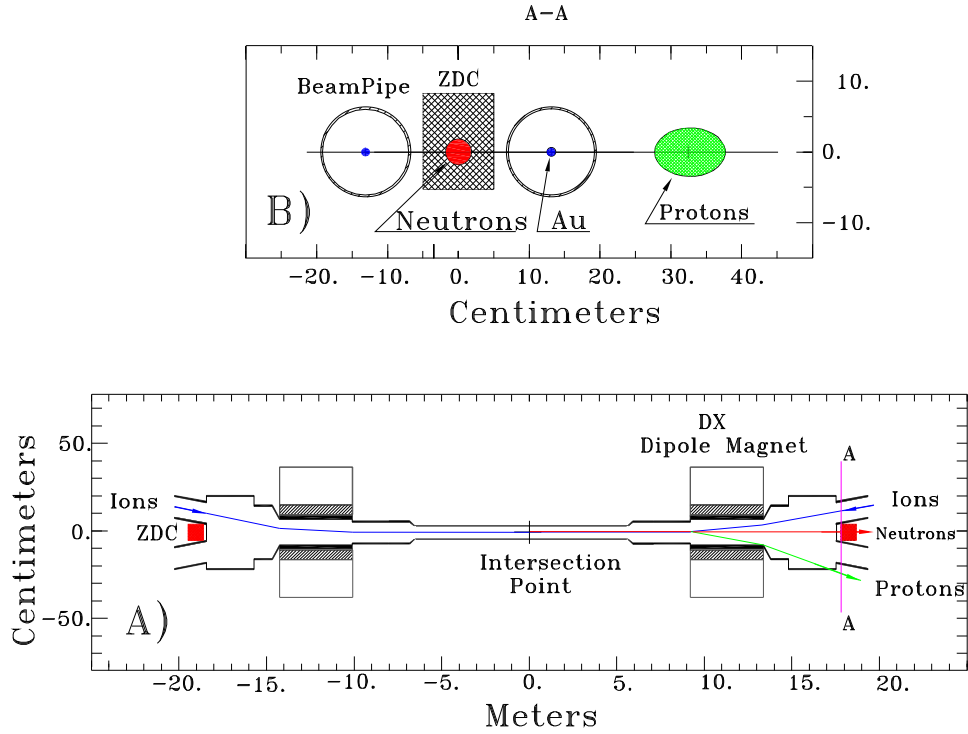 A-A
BeamPipe
ZDC
10.
0.
-10.
B)
Neutrons
Au
Protons
-20. -10. 0. 10. 20. 30. 40.
Centimeters
DX
Dipole Magnet
A
50.
Ions
Ions
ZDC
0.
Neutrons
Intersection
Point
Protons
Centimeters
-50.
A)
A
-20. -15. -10. -5. 0. 5. 10. 15. 20.
Meters